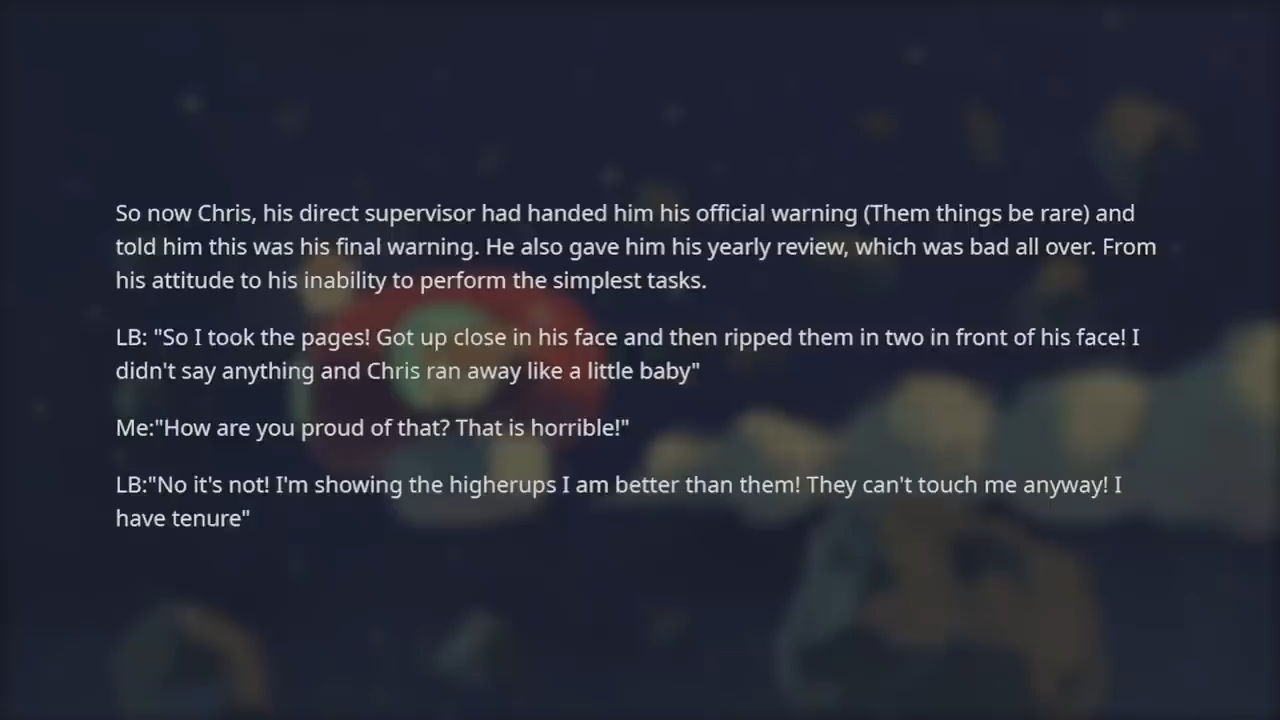 So now Chris, his direct supervisor had handed him his official warning (Them things be rare) and
told him this was his final warning. He also gave him his yearly review, which was bad all over. From
his attitude to his inability to perform the simplest tasks.
LB: "So I took the pages! Got up close in his face and then ripped them in two in front of his face! I
didn't say anything and Chris ran away like a little baby"
Me:"How are you proud of that? That is horrible!"
LB:"No it's not! I'm showing the higherups I am better than them! They can't touch me anyway! I
have tenure"